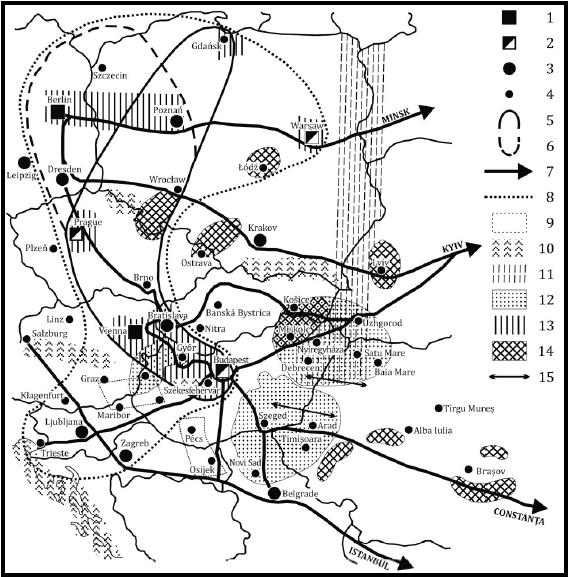 Gdańsk
Szczecin
Berlin
Poznań
MINSK
Warsaw
Leipzig
Dresden
Łódź
Wrocław
Prague
Krakov
Plzeň
Ostrava
Lviv
KYIV
Brno
Banská Bystrica
Košice
Linz
Bratislava
Uzhgorod
Salzburg
Vienna
Nitra
Miskolc
Győr
Nyíregyháza
Budapest
Satu Mare
Debrecen
Baia Mare
Graz
Székesfehérvár
Klagenfurt
Maribor
Tîrgu Mureș
Ljubljana
Szeged
Arad
Alba Iulia
Pécs
Timișoara
Trieste
Zagreb
Osijek
Novi Sad
Brașov
Belgrade
CONSTANȚA
ISTANBUL
1
2
3
4
5
6
7
8
9
10
11
12
13
14
15